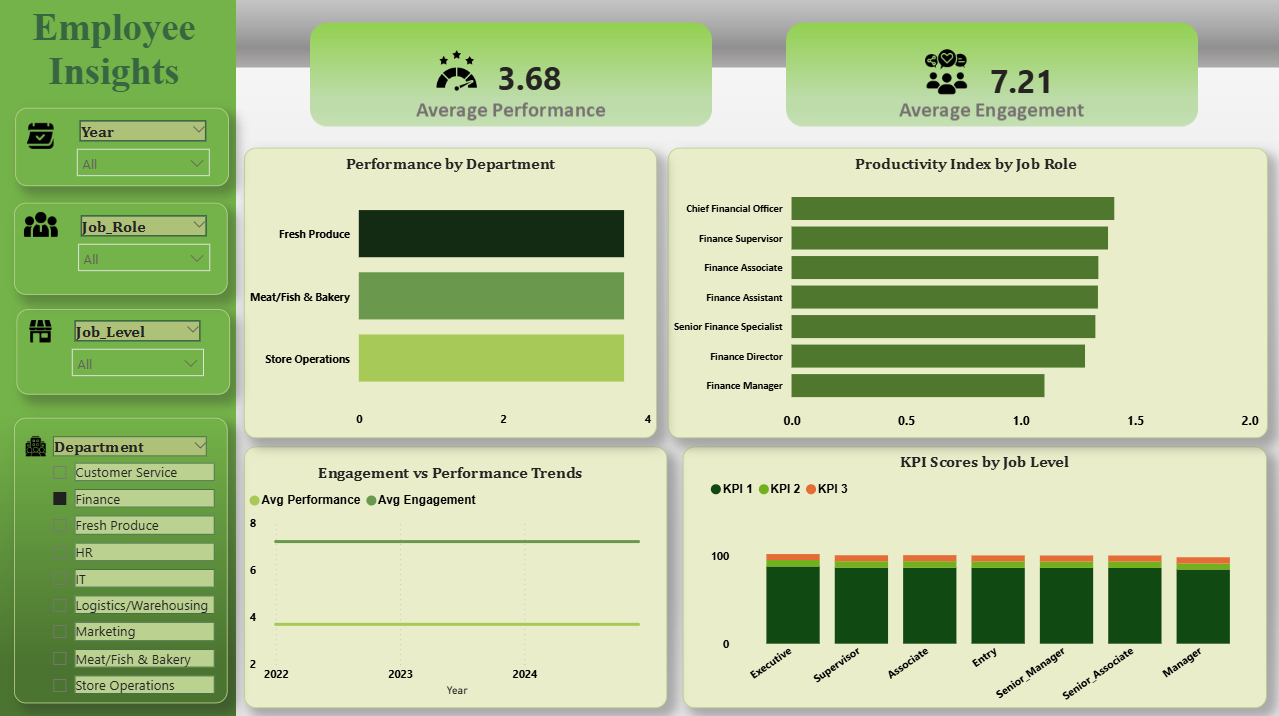 Employee
Insights
Year
All
Job_Role
All
Job_Level
All
Department
Customer Service
Finance
Fresh Produce
HR
IT
Logistics/Warehousing
Marketing
Meat/Fish & Bakery
Store Operations
3.68
Average Performance
7.21
Average Engagement
Performance by Department
Fresh Produce
Meat/Fish & Bakery
Store Operations
0 2 4
Productivity Index by Job Role
Chief Financial Officer
Finance Supervisor
Finance Associate
Finance Assistant
Senior Finance Specialist
Finance Director
Finance Manager
0.0 0.5 1.0 1.5 2.0
Engagement vs Performance Trends
Avg Performance Avg Engagement
8
6
4
2
2022 2023 2024
Year
KPI Scores by Job Level
KPI 1 KPI 2 KPI 3
100
0
Executive Supervisor Associate Entry Senior_Manager Senior_Associate Manager